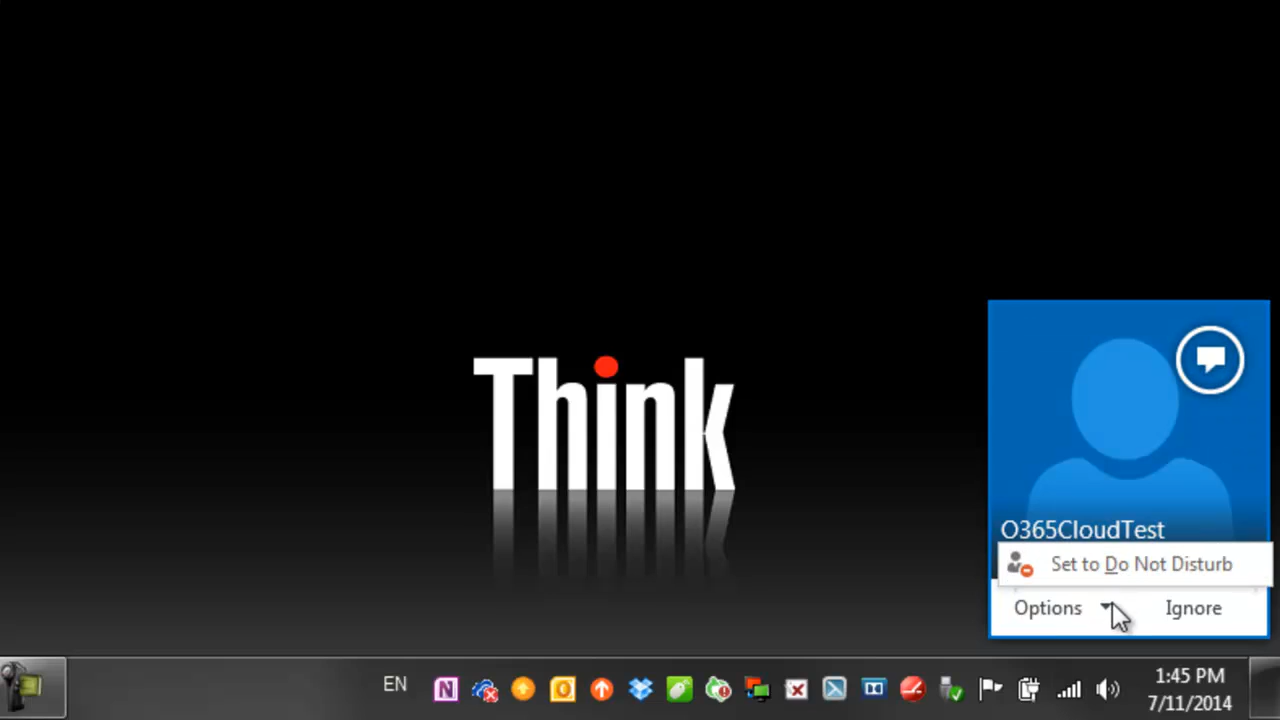 Think
O365CloudTest
Set to Do Not Disturb
Options
Ignore
EN
1:45 PM
7/11/2014